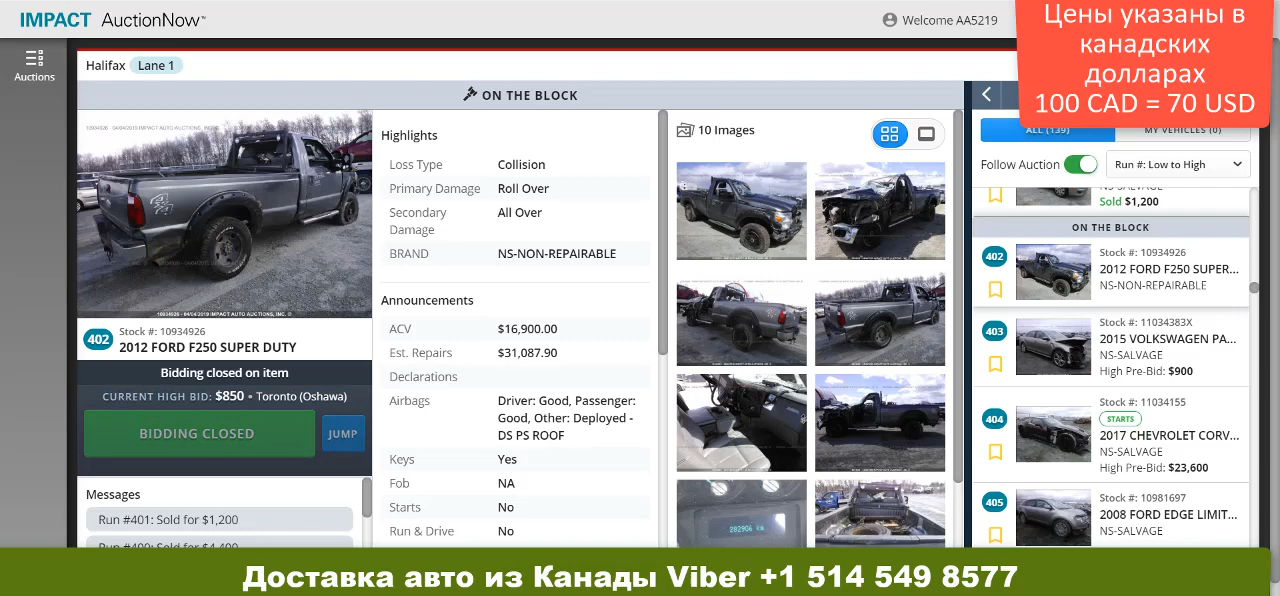 IMPACT AuctionNow™
Welcome AA5219
Цены указаны в
канадских
долларах
100 CAD = 70 USD
Auctions
Halifax Lane 1
ON THE BLOCK
402
Stock #: 10934926
2012 FORD F250 SUPER DUTY
Bidding closed on item
CURRENT HIGH BID: $850 • Toronto (Oshawa)
BIDDING CLOSED
JUMP
Messages
Run #401: Sold for $1,200
Run #400: Sold for $4,400
Highlights
Loss Type Collision
Primary Damage Roll Over
Secondary All Over
Damage
BRAND NS-NON-REPAIRABLE
Announcements
ACV $16,900.00
Est. Repairs $31,087.90
Declarations
Airbags Driver: Good, Passenger:
Good, Other: Deployed -
DS PS ROOF
Keys Yes
Fob NA
Starts No
Run & Drive No
10 Images
ALL (139)
MY VEHICLES (0)
Follow Auction
Run #: Low to High
NS-SALVAGE
Sold $1,200
ON THE BLOCK
402
Stock #: 10934926
2012 FORD F250 SUPER...
NS-NON-REPAIRABLE
403
Stock #: 11034383X
2015 VOLKSWAGEN PA...
NS-SALVAGE
High Pre-Bid: $900
404
Stock #: 11034155
STARTS
2017 CHEVROLET CORV...
NS-SALVAGE
High Pre-Bid: $23,600
405
Stock #: 10981697
2008 FORD EDGE LIMIT...
NS-SALVAGE
Доставка авто из Канады Viber +1 514 549 8577